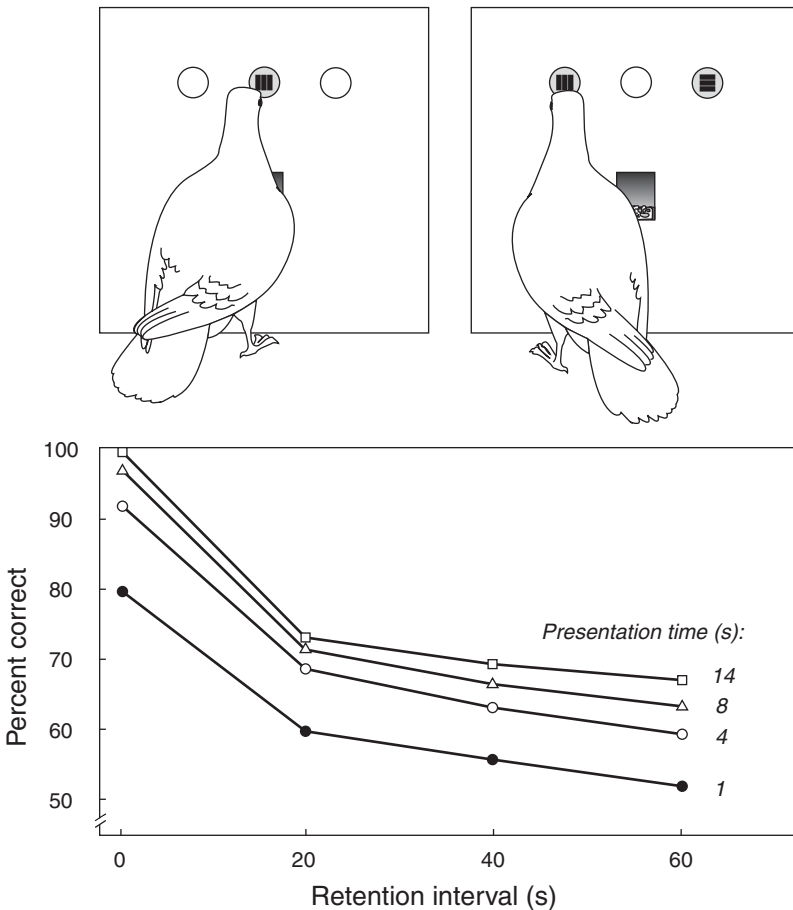 100
90
80
70
60
50
Percent correct
Presentation time (s):
14
8
4
1
0 20 40 60
Retention interval (s)